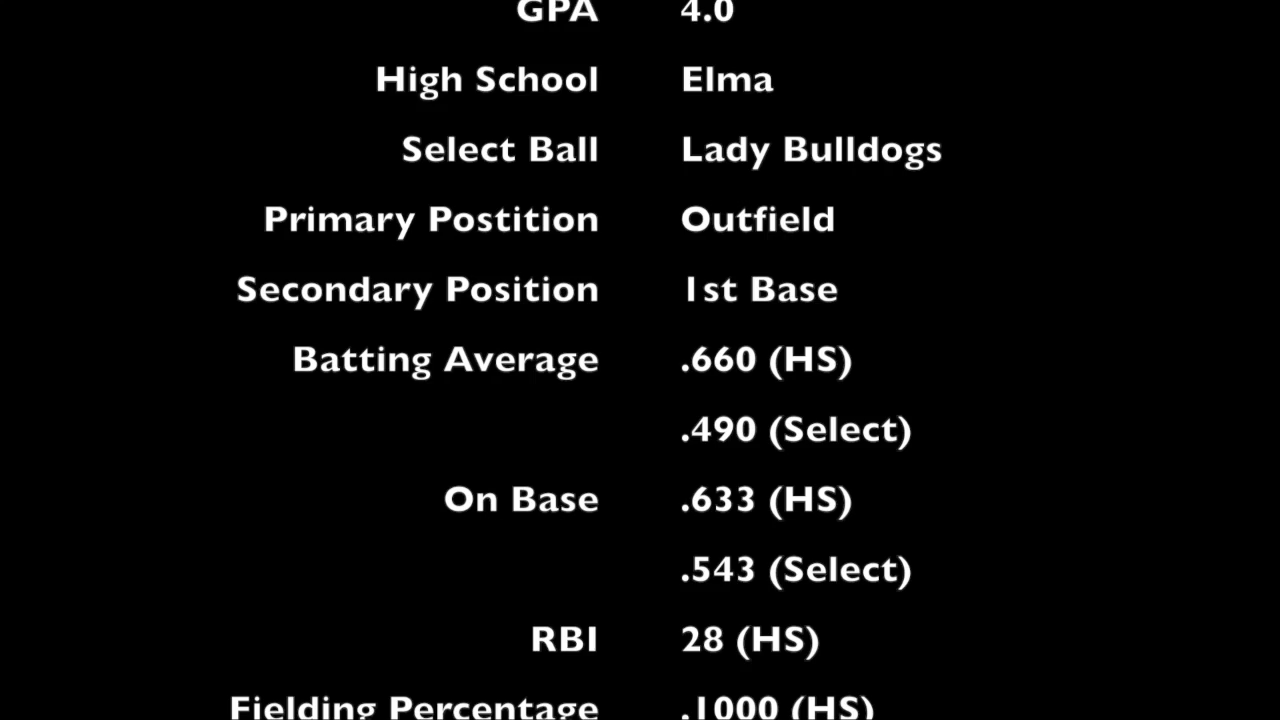 GPA 4.0
High School Elma
Select Ball Lady Bulldogs
Primary Postition Outfield
Secondary Position 1st Base
Batting Average .660 (HS)
.490 (Select)
On Base .633 (HS)
.543 (Select)
RBI 28 (HS)
Fielding Percentage .1000 (HS)